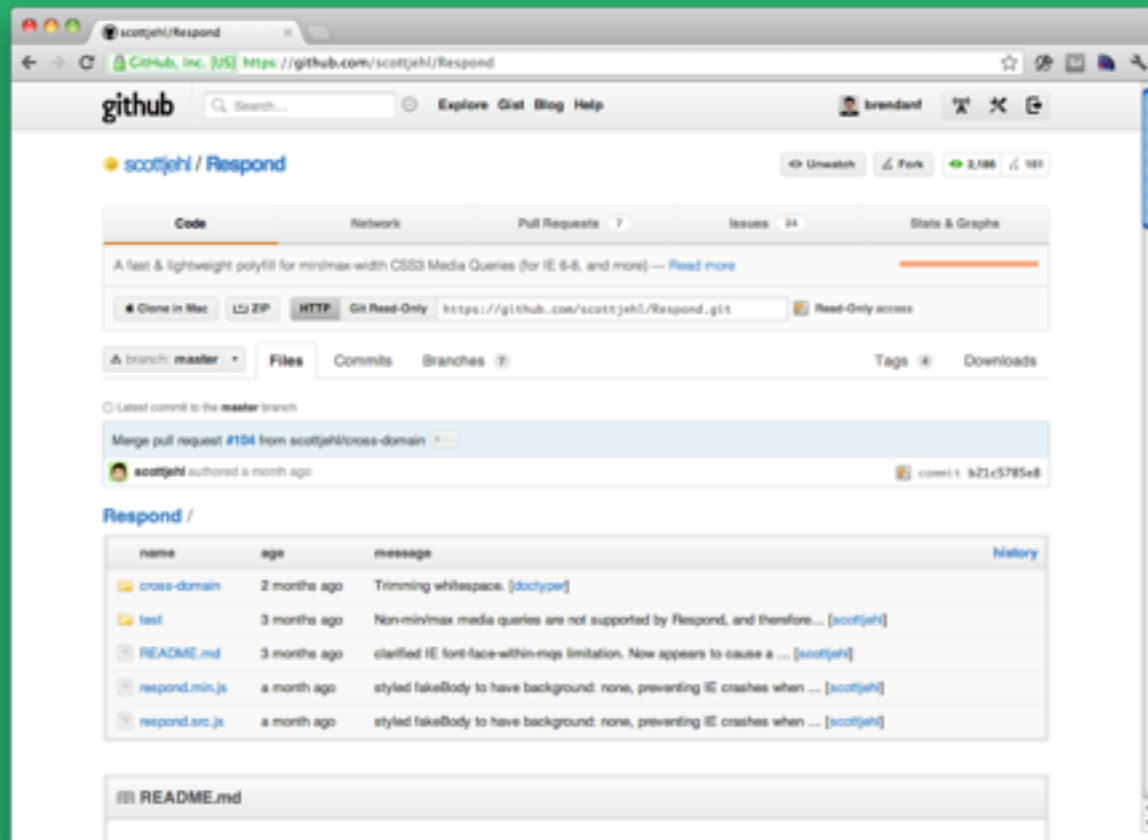 scottjehl/Respond
GitHub, Inc. [US] https://github.com/scottjehl/Respond
github Search... Explore Gist Blog Help brendanf
scottjehl / Respond Unwatch Fork 2,186 161
Code Network Pull Requests 7 Issues 24 Stats & Graphs
A fast & lightweight polyfill for min/max-width CSS3 Media Queries (for IE 6-8, and more) — Read more
Clone in Mac ZIP HTTP Git Read-Only https://github.com/scottjehl/Respond.git Read-Only access
branch: master Files Commits Branches 7 Tags 4 Downloads
Latest commit to the master branch
Merge pull request #104 from scottjehl/cross-domain
scottjehl authored a month ago commit b21c5785e8
Respond /
name age message history
cross-domain 2 months ago Trimming whitespace. [doctyper]
test 3 months ago Non-min/max media queries are not supported by Respond, and therefore... [scottjehl]
README.md 3 months ago clarified IE font-face-within-mqs limitation. Now appears to cause a ... [scottjehl]
respond.min.js a month ago styled fakeBody to have background: none, preventing IE crashes when ... [scottjehl]
respond.src.js a month ago styled fakeBody to have background: none, preventing IE crashes when ... [scottjehl]
README.md